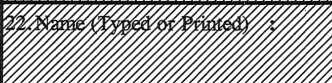 22. Name (Typed or Printed) :